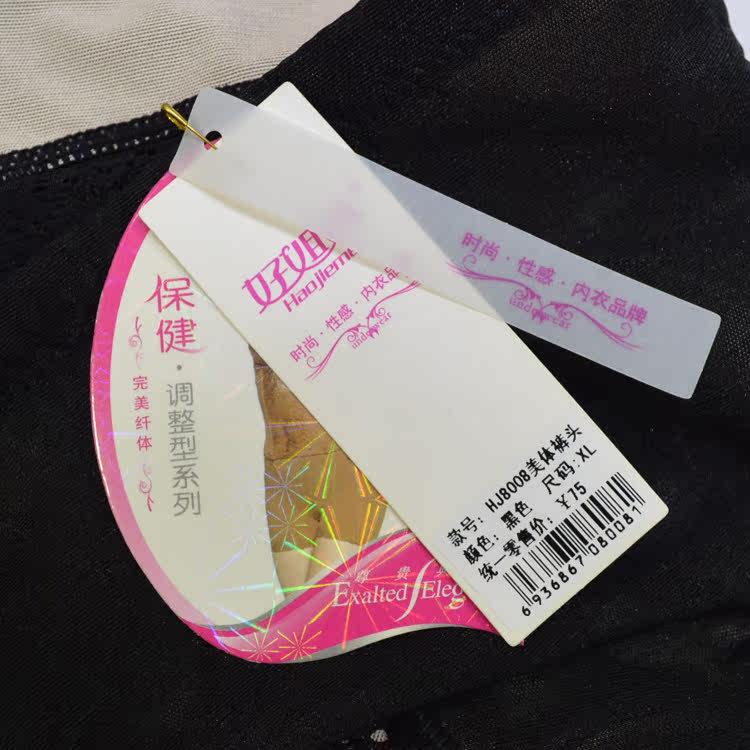 时尚·性感·内衣品牌
underwear
好姐
HaojieMe
时尚·性感·内衣品
underwear
保健
·调整型系列
完美纤体
尊贵
Exalted Eleg
款号: HJ8008美体裤头
颜色: 黑色 尺码: XL
统一零售价: ¥75
6936867080081